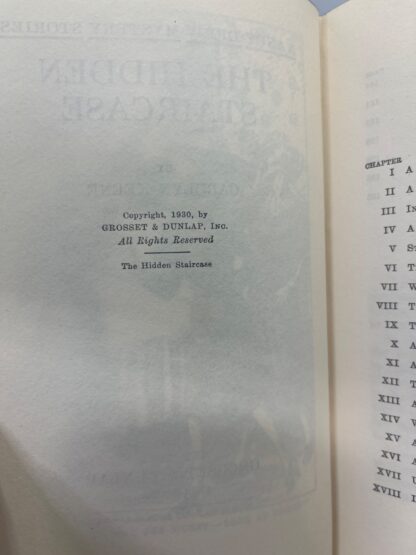 Copyright, 1930, by
GROSSET & DUNLAP, INC.
All Rights Reserved
The Hidden Staircase
CHAPTER
I A
II A
III IN
IV A
V S
VI T
VII W
VIII T
IX T
X A
XI A
XII T
XIII A
XIV V
XV A
XVI A
XVII U
XVIII I